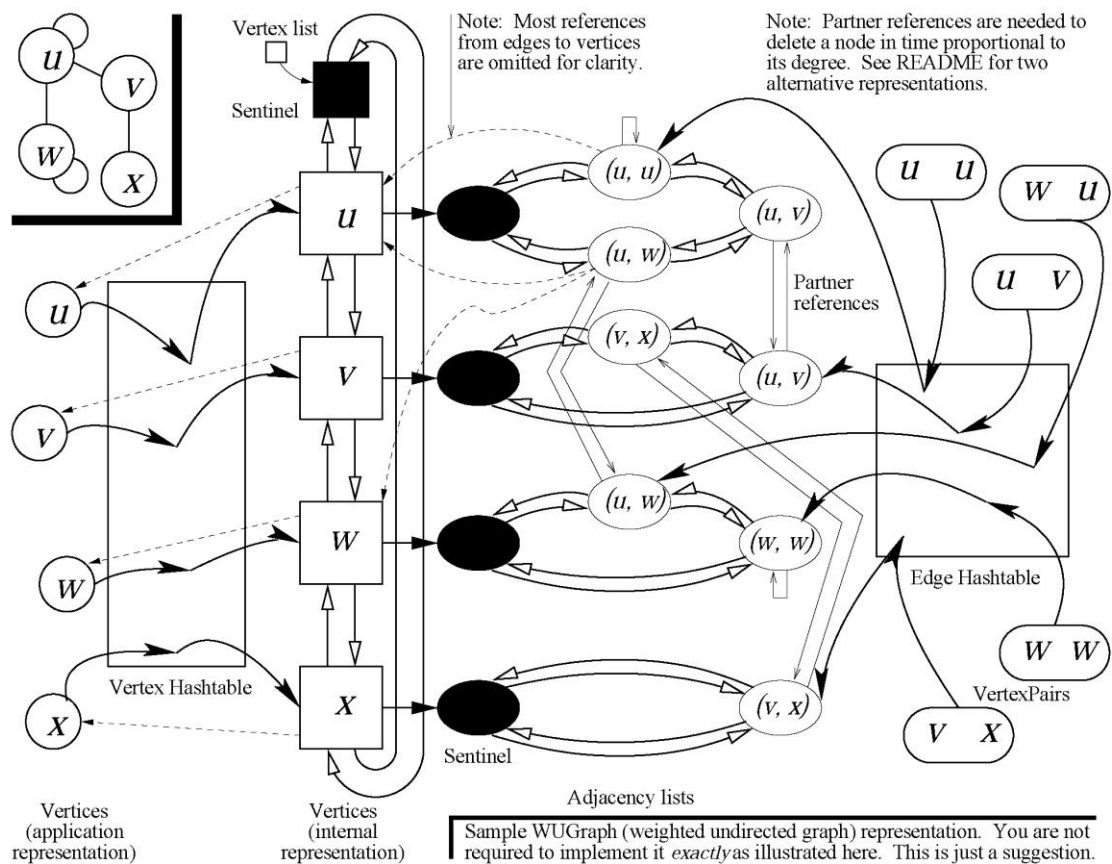 u
v
w
x
Vertex list
Sentinel
Note: Most references
from edges to vertices
are omitted for clarity.
Note: Partner references are needed to
delete a node in time proportional to
its degree. See README for two
alternative representations.
u
v
w
x
Vertex Hashtable
u
v
w
x
(u, u)
(u, v)
(u, w)
Partner
references
(v, x)
(u, v)
(u, w)
(w, w)
(v, x)
Sentinel
u u
w u
u v
Edge Hashtable
w w
VertexPairs
v x
Vertices
(application
representation)
Vertices
(internal
representation)
Adjacency lists
Sample WUGraph (weighted undirected graph) representation. You are not
required to implement it exactly as illustrated here. This is just a suggestion.